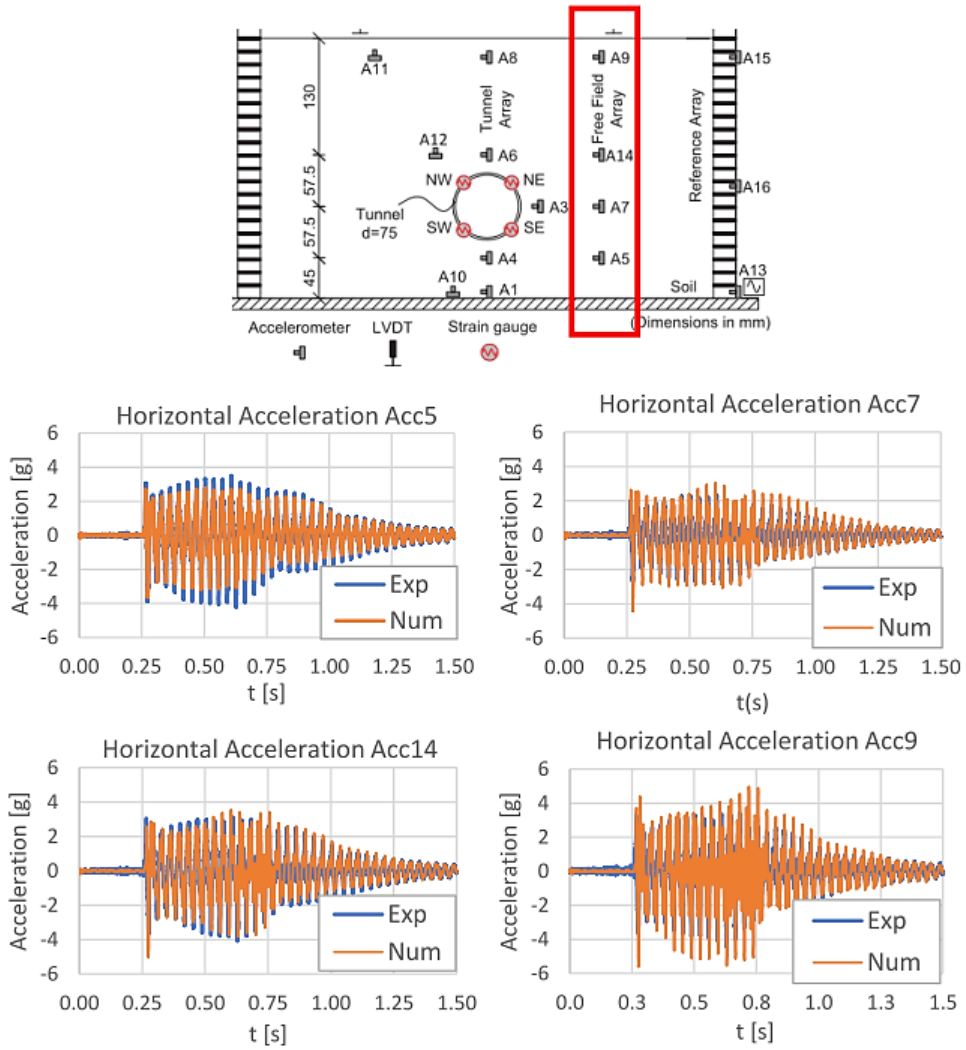 A11
A8
A9
A15
130
Tunnel Array
Free Field Array
Reference Array
A12
A6
A14
57.5
NW
NE
A16
Tunnel
d=75
A3
A7
57.5
SW
SE
A4
A5
45
A10
A1
Soil
A13
(Dimensions in mm)
Accelerometer
LVDT
Strain gauge
Horizontal Acceleration Acc5
Acceleration [g]
6
4
2
0
-2
-4
-6
Exp
Num
0.00 0.25 0.50 0.75 1.00 1.25 1.50
t [s]
Horizontal Acceleration Acc7
Acceleration [g]
6
4
2
0
-2
-4
-6
Exp
Num
0.00 0.25 0.50 0.75 1.00 1.25 1.50
t(s)
Horizontal Acceleration Acc14
Acceleration [g]
6
4
2
0
-2
-4
-6
Exp
Num
0.00 0.25 0.50 0.75 1.00 1.25 1.50
t [s]
Horizontal Acceleration Acc9
Acceleration [g]
6
4
2
0
-2
-4
-6
Exp
Num
0.0 0.3 0.5 0.8 1.0 1.3 1.5
t [s]